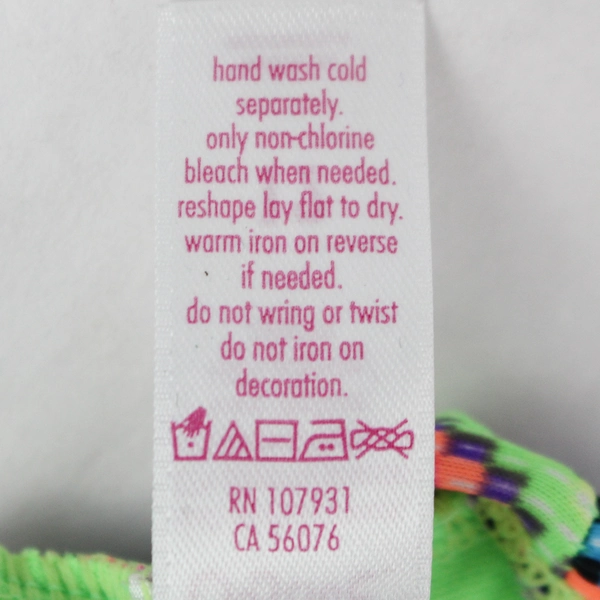 hand wash cold
separately.
only non-chlorine
bleach when needed.
reshape lay flat to dry.
warm iron on reverse
if needed.
do not wring or twist
do not iron on
decoration.
RN 107931
CA 56076